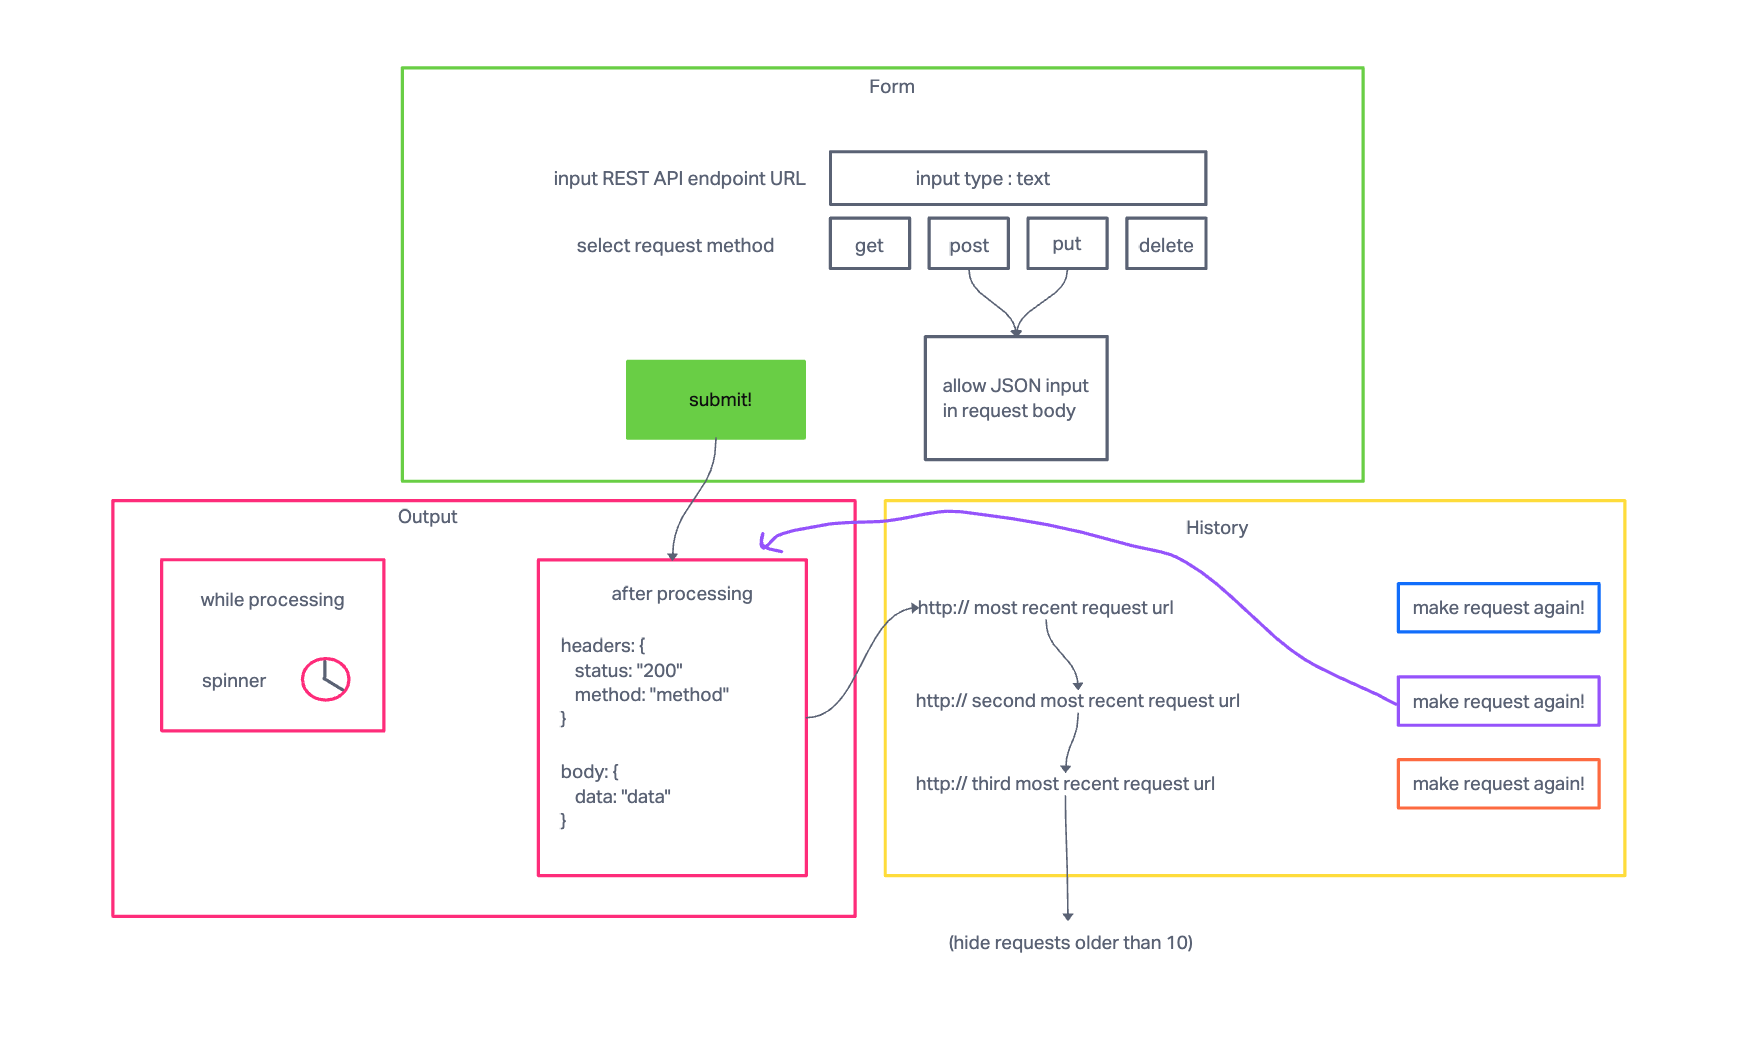 Form
input REST API endpoint URL
input type : text
select request method
get
post
put
delete
submit!
allow JSON input
in request body
Output
while processing
spinner
after processing
headers: {
status: "200"
method: "method"
}
body: {
data: "data"
}
History
http:// most recent request url
make request again!
http:// second most recent request url
make request again!
http:// third most recent request url
make request again!
(hide requests older than 10)